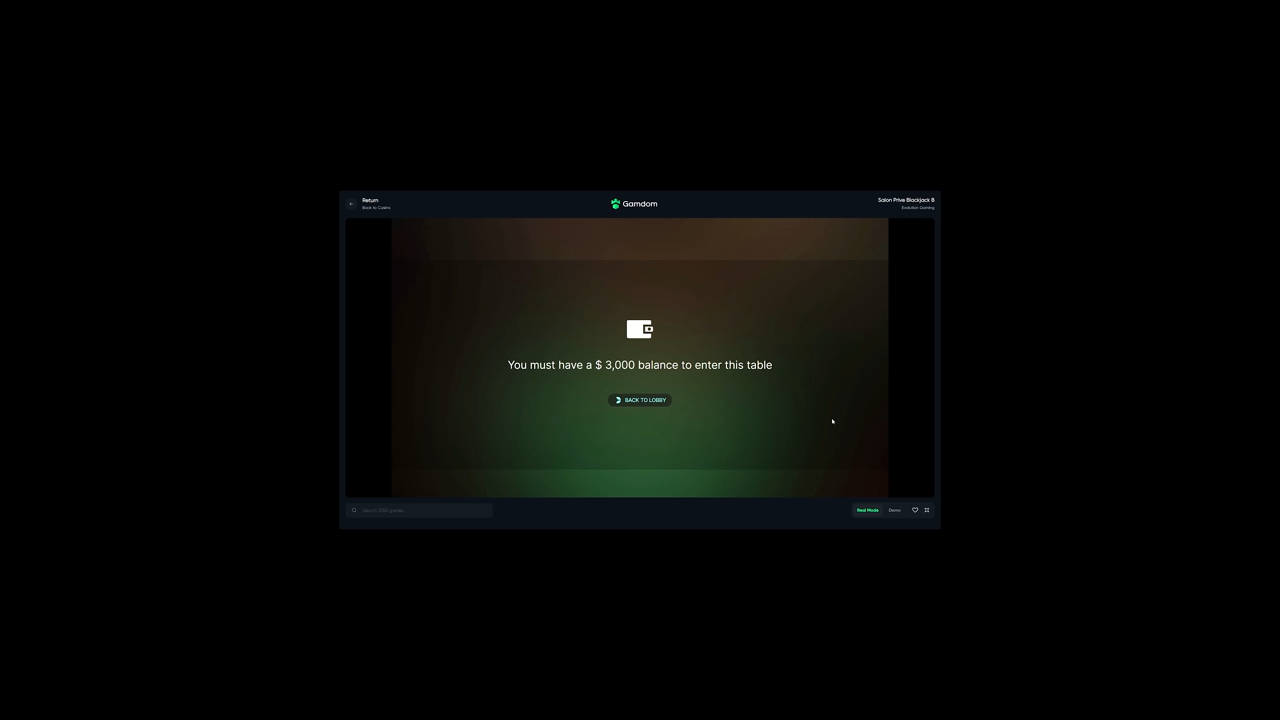 Return
Back to Casino
Gamdom
Salon Prive Blackjack B
Evolution Gaming
You must have a $ 3,000 balance to enter this table
BACK TO LOBBY
Real Mode
Demo